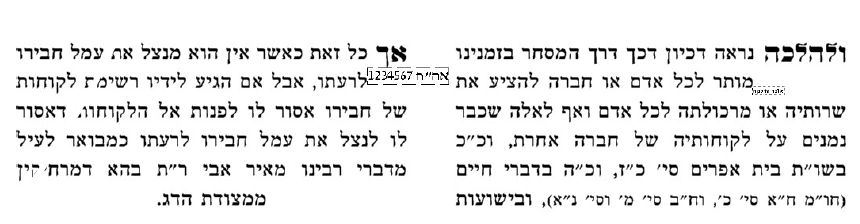 ולהלכה נראה דכיון דכך דרך המסחר בזמנינו
מותר לכל אדם או חברה להציע את
שרותיה או מרכולתה לכל אדם ואף לאלה שכבר
נמנים על לקוחותיה של חברה אחרת, וכ"כ
בשו"ת בית אפרים סי' כ"ז, וכ"ה בדברי חיים
(חו"מ ח"א סי' כ', וח"ב סי' מ' וסי' נ"א), ובישועות
אך כל זאת כאשר אין הוא מנצל את עמל חבירו
לרעתו, אבל אם הגיע לידיו רשימת לקוחות
של חבירו אסור לו לפנות אל הלקוחות, דאסור
לו לנצל את עמל חבירו לרעתו כמבואר לעיל
מדברי רבינו מאיר אבי ר"ת בהא דמרחיקין
ממצודת הדג.
אה"ח 1234567